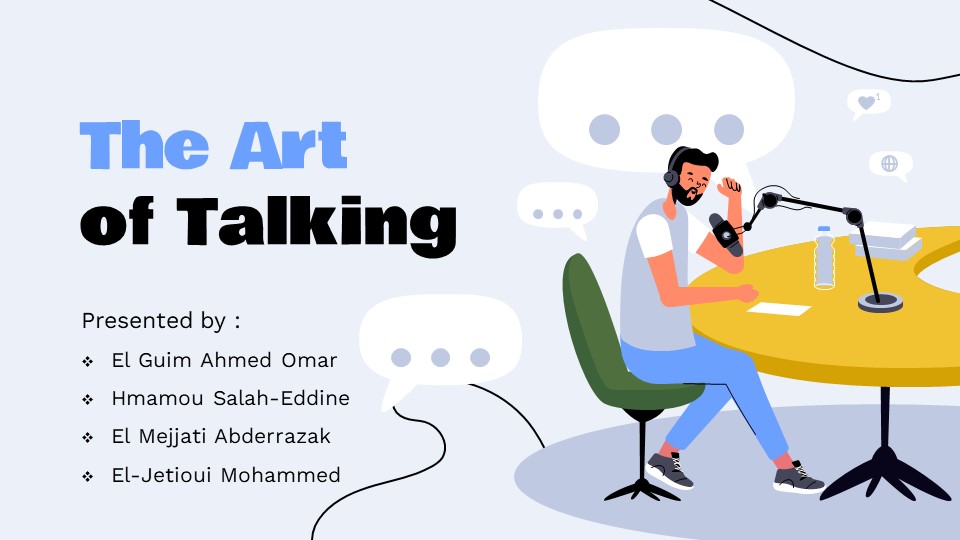 The Art
of Talking
Presented by :
❖ El Guim Ahmed Omar
❖ Hmamou Salah-Eddine
❖ El Mejjati Abderrazak
❖ El-Jetioui Mohammed
1